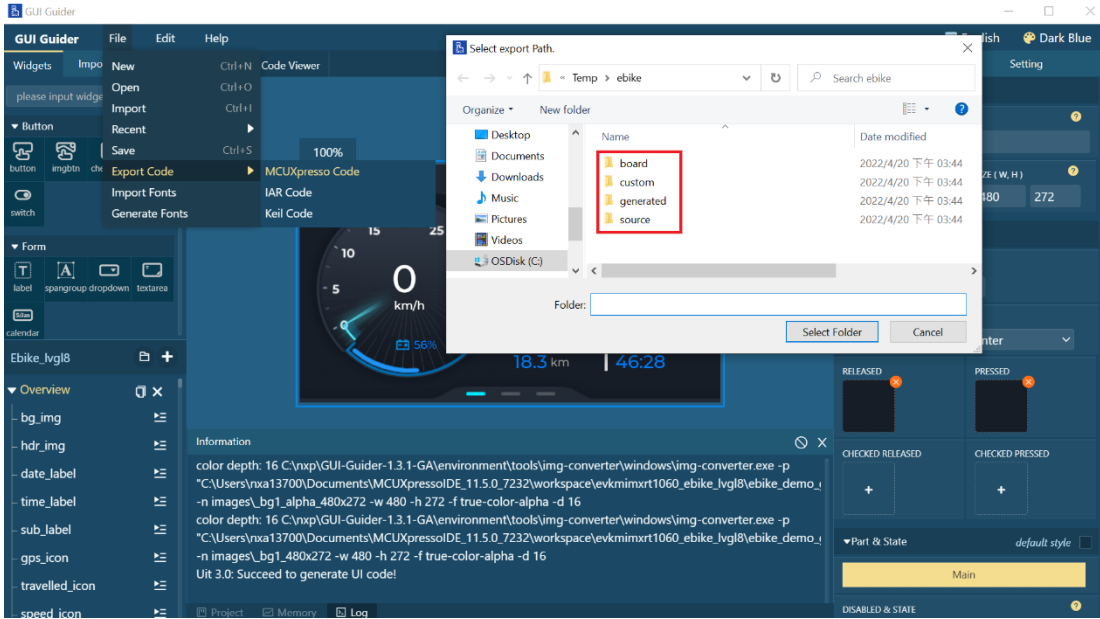 GUI Guider
GUI Guider File Edit Help
lish Dark Blue
Widgets Impo
Code Viewer
Setting
please input widge
New Ctrl+N
Open Ctrl+O
Import Ctrl+I
Recent
Save Ctrl+S
Export Code
Import Fonts
Generate Fonts
MCUXpresso Code
IAR Code
Keil Code
Button
button imgbtn che
switch
Form
label spangroup dropdown textarea
calendar
100%
15 25
10
5
0
km/h
56%
18.3 km 46:28
Select export Path.
« Temp > ebike
Search ebike
Organize New folder
Desktop
Documents
Downloads
Music
Pictures
Videos
OSDisk (C:)
Name Date modified
board 2022/4/20 下午 03:44
custom 2022/4/20 下午 03:44
generated 2022/4/20 下午 03:44
source 2022/4/20 下午 03:44
Folder:
Select Folder Cancel
ZE ( W, H )
480 272
nter
RELEASED PRESSED
CHECKED RELEASED CHECKED PRESSED
+ +
Part & State default style
Main
DISABLED & STATE
Ebike_lvgl8
Overview
bg_img
hdr_img
date_label
time_label
sub_label
gps_icon
travelled_icon
speed_icon
Information
color depth: 16 C:\nxp\GUI-Guider-1.3.1-GA\environment\tools\img-converter\windows\img-converter.exe -p
"C:\Users\nxa13700\Documents\MCUXpressoIDE_11.5.0_7232\workspace\evkmimxrt1060_ebike_lvgl8\ebike_demo_
-n images\_bg1_alpha_480x272 -w 480 -h 272 -f true-color-alpha -d 16
color depth: 16 C:\nxp\GUI-Guider-1.3.1-GA\environment\tools\img-converter\windows\img-converter.exe -p
"C:\Users\nxa13700\Documents\MCUXpressoIDE_11.5.0_7232\workspace\evkmimxrt1060_ebike_lvgl8\ebike_demo_
-n images\_bg1_480x272 -w 480 -h 272 -f true-color-alpha -d 16
Uit 3.0: Succeed to generate UI code!
Project Memory Log